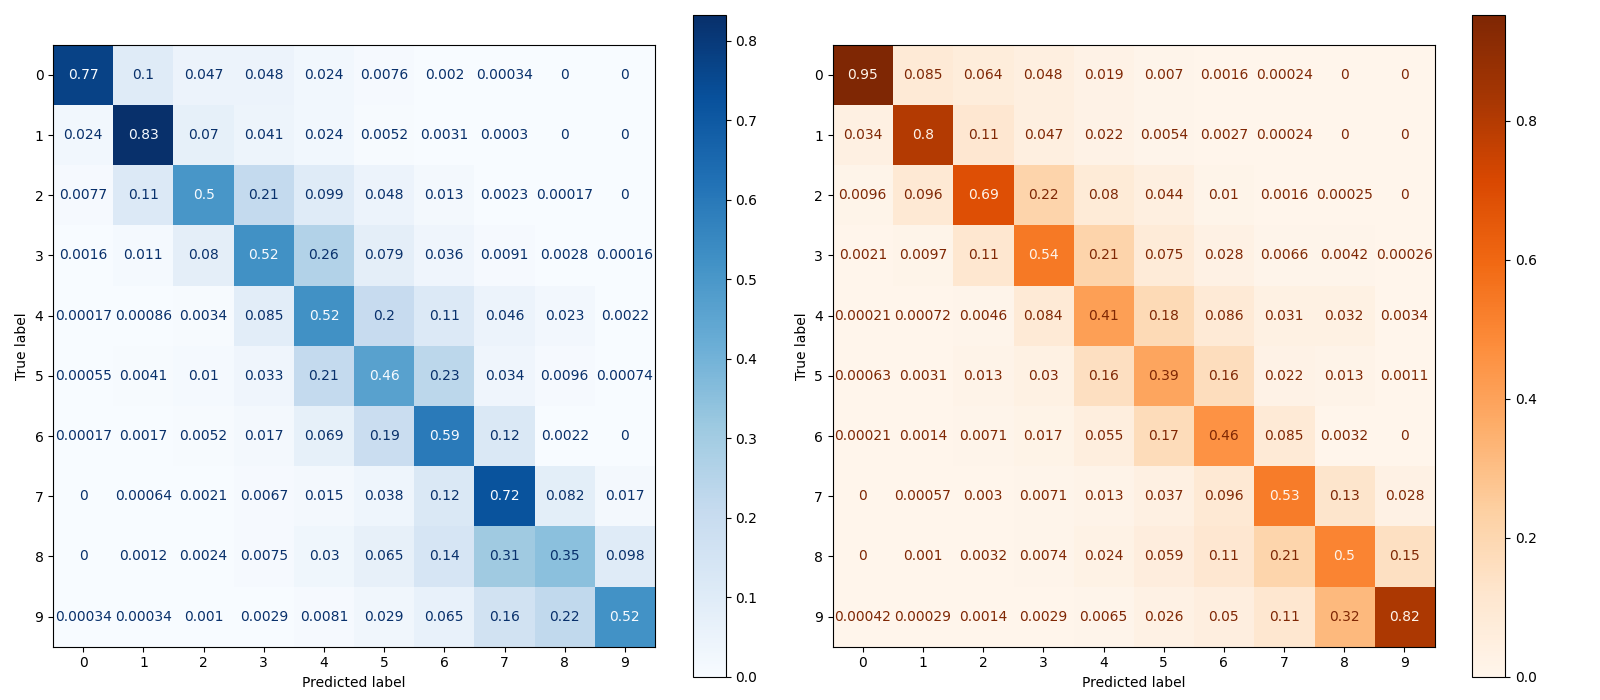 0 0.77 0.1 0.047 0.048 0.024 0.0076 0.002 0.00034 0 0
1 0.024 0.83 0.07 0.041 0.024 0.0052 0.0031 0.0003 0 0
2 0.0077 0.11 0.5 0.21 0.099 0.048 0.013 0.0023 0.00017 0
3 0.0016 0.011 0.08 0.52 0.26 0.079 0.036 0.0091 0.0028 0.00016
4 0.00017 0.00086 0.0034 0.085 0.52 0.2 0.11 0.046 0.023 0.0022
5 0.00055 0.0041 0.01 0.033 0.21 0.46 0.23 0.034 0.0096 0.00074
6 0.00017 0.0017 0.0052 0.017 0.069 0.19 0.59 0.12 0.0022 0
7 0 0.00064 0.0021 0.0067 0.015 0.038 0.12 0.72 0.082 0.017
8 0 0.0012 0.0024 0.0075 0.03 0.065 0.14 0.31 0.35 0.098
9 0.00034 0.00034 0.001 0.0029 0.0081 0.029 0.065 0.16 0.22 0.52
0 1 2 3 4 5 6 7 8 9
Predicted label
True label
0.8
0.7
0.6
0.5
0.4
0.3
0.2
0.1
0.0
0 0.95 0.085 0.064 0.048 0.019 0.007 0.0016 0.00024 0 0
1 0.034 0.8 0.11 0.047 0.022 0.0054 0.0027 0.00024 0 0
2 0.0096 0.096 0.69 0.22 0.08 0.044 0.01 0.0016 0.00025 0
3 0.0021 0.0097 0.11 0.54 0.21 0.075 0.028 0.0066 0.0042 0.00026
4 0.00021 0.00072 0.0046 0.084 0.41 0.18 0.086 0.031 0.032 0.0034
5 0.00063 0.0031 0.013 0.03 0.16 0.39 0.16 0.022 0.013 0.0011
6 0.00021 0.0014 0.0071 0.017 0.055 0.17 0.46 0.085 0.0032 0
7 0 0.00057 0.003 0.0071 0.013 0.037 0.096 0.53 0.13 0.028
8 0 0.001 0.0032 0.0074 0.024 0.059 0.11 0.21 0.5 0.15
9 0.00042 0.00029 0.0014 0.0029 0.0065 0.026 0.05 0.11 0.32 0.82
0 1 2 3 4 5 6 7 8 9
Predicted label
True label
0.8
0.6
0.4
0.2
0.0